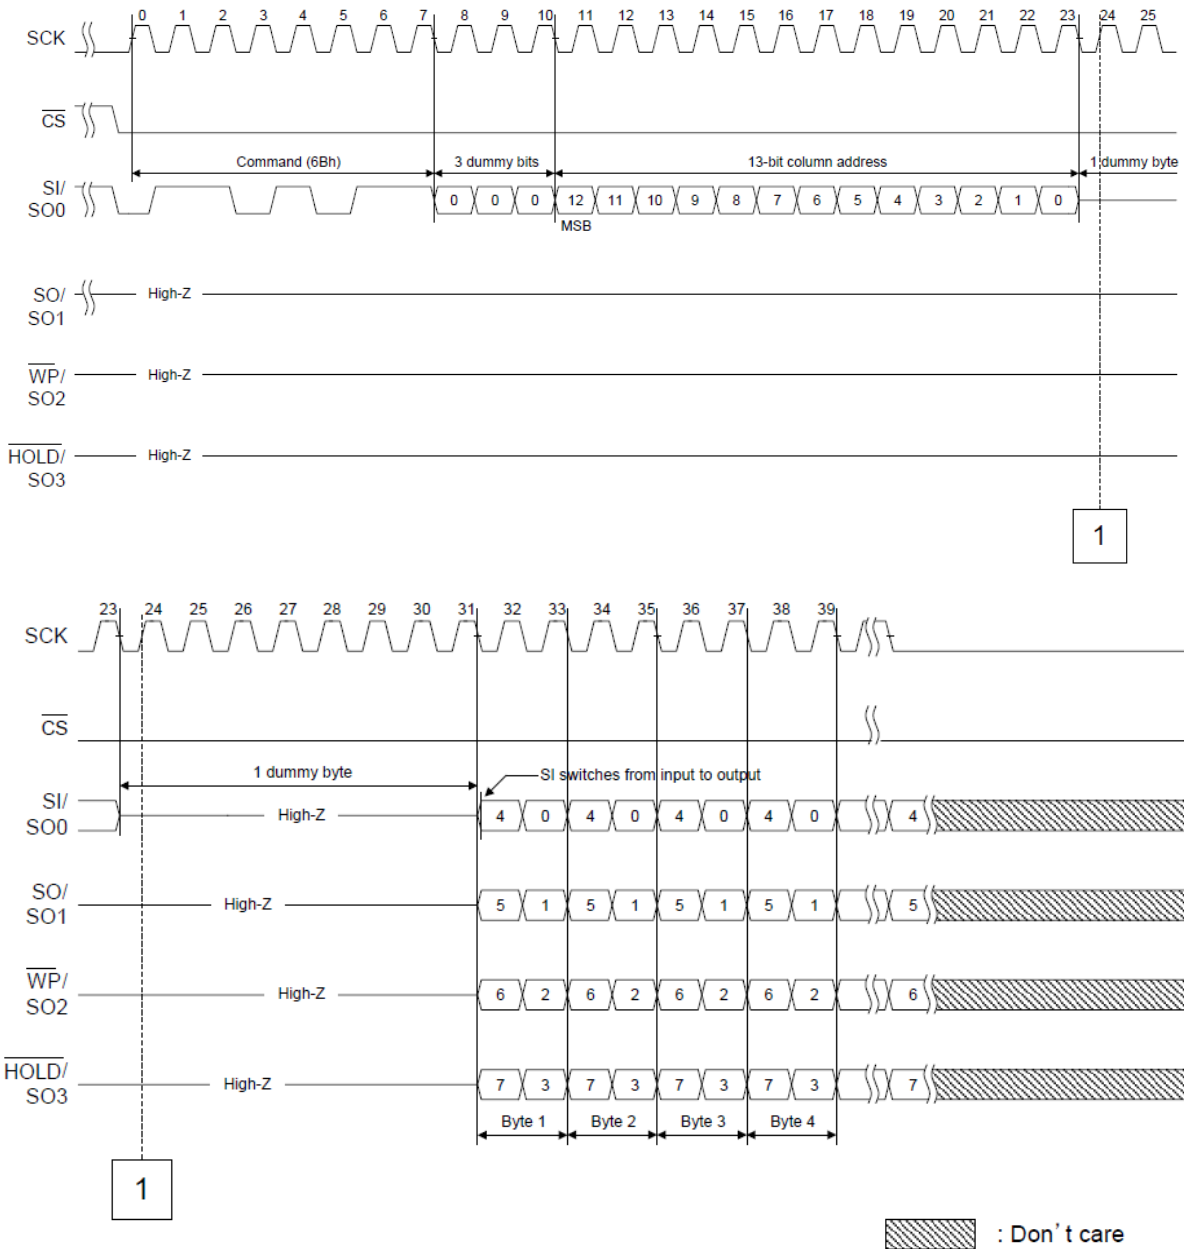 0 1 2 3 4 5 6 7 8 9 10 11 12 13 14 15 16 17 18 19 20 21 22 23 24 25
SCK
CS
Command (6Bh) 3 dummy bits 13-bit column address 1 dummy byte
SI/
SO0
0 0 0 12 11 10 9 8 7 6 5 4 3 2 1 0
MSB
SO/
SO1
High-Z
WP/
SO2
High-Z
HOLD/
SO3
High-Z
1
23 24 25 26 27 28 29 30 31 32 33 34 35 36 37 38 39
SCK
CS
1 dummy byte
SI switches from input to output
SI/
SO0
High-Z
4 0 4 0 4 0 4 0 4
SO/
SO1
High-Z
5 1 5 1 5 1 5 1 5
WP/
SO2
High-Z
6 2 6 2 6 2 6 2 6
HOLD/
SO3
High-Z
7 3 7 3 7 3 7 3 7
Byte 1 Byte 2 Byte 3 Byte 4
1
: Don't care